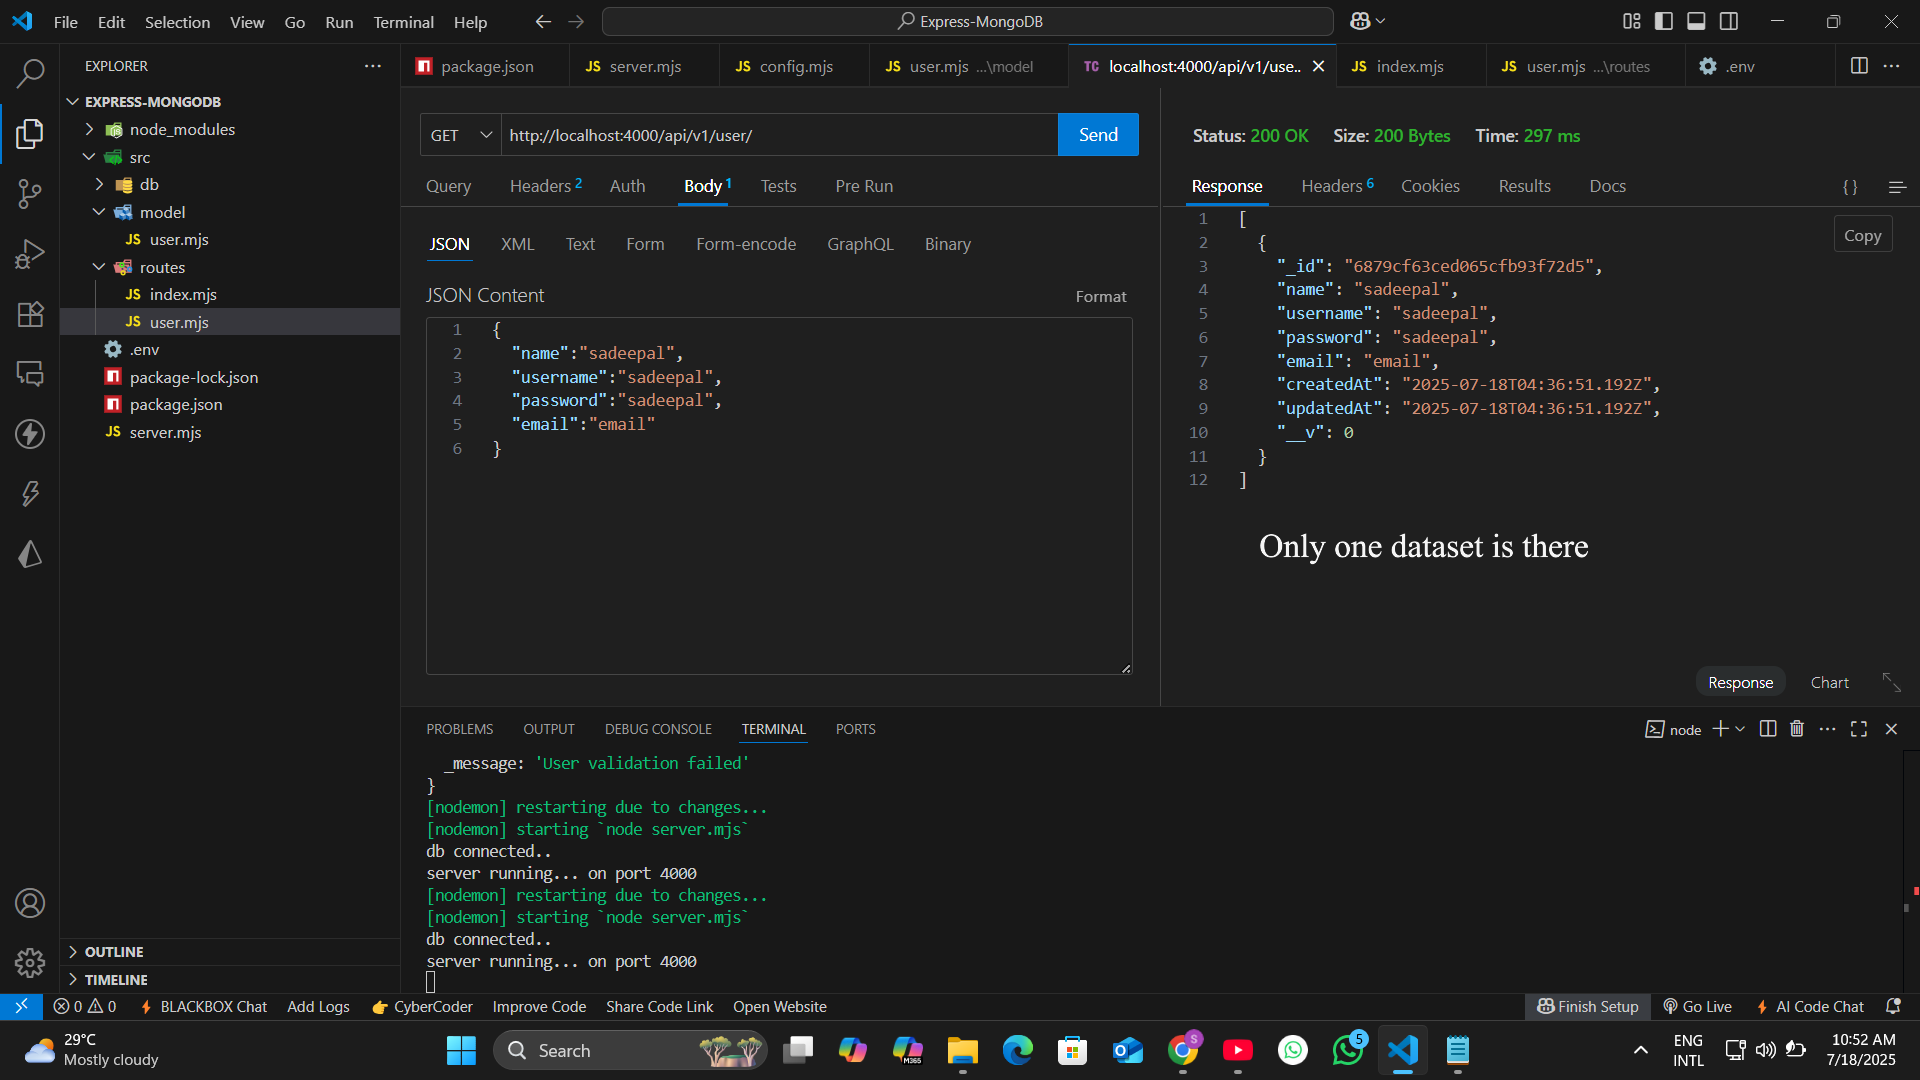 File Edit Selection View Go Run Terminal Help
Express-MongoDB
EXPLORER
EXPRESS-MONGODB
node_modules
src
db
model
JS user.mjs
routes
JS index.mjs
JS user.mjs
.env
package-lock.json
package.json
JS server.mjs
OUTLINE
TIMELINE
package.json JS server.mjs JS config.mjs JS user.mjs ...\model TC localhost:4000/api/v1/use.. JS index.mjs JS user.mjs ...\routes .env
GET http://localhost:4000/api/v1/user/ Send
Query Headers 2 Auth Body 1 Tests Pre Run
JSON XML Text Form Form-encode GraphQL Binary
JSON Content Format
1 {
2 "name":"sadeepal",
3 "username":"sadeepal",
4 "password":"sadeepal",
5 "email":"email"
6 }
Status: 200 OK Size: 200 Bytes Time: 297 ms
Response Headers 6 Cookies Results Docs { }
Copy
1 [
2 {
3 "_id": "6879cf63ced065cfb93f72d5",
4 "name": "sadeepal",
5 "username": "sadeepal",
6 "password": "sadeepal",
7 "email": "email",
8 "createdAt": "2025-07-18T04:36:51.192Z",
9 "updatedAt": "2025-07-18T04:36:51.192Z",
10 "__v": 0
11 }
12 ]
Only one dataset is there
Response Chart
PROBLEMS OUTPUT DEBUG CONSOLE TERMINAL PORTS
node
_message: 'User validation failed'
}
[nodemon] restarting due to changes...
[nodemon] starting `node server.mjs`
db connected..
server running... on port 4000
[nodemon] restarting due to changes...
[nodemon] starting `node server.mjs`
db connected..
server running... on port 4000
0 0 BLACKBOX Chat Add Logs CyberCoder Improve Code Share Code Link Open Website Finish Setup Go Live AI Code Chat
29°C
Mostly cloudy
Search
M365
S
5
ENG
INTL
10:52 AM
7/18/2025